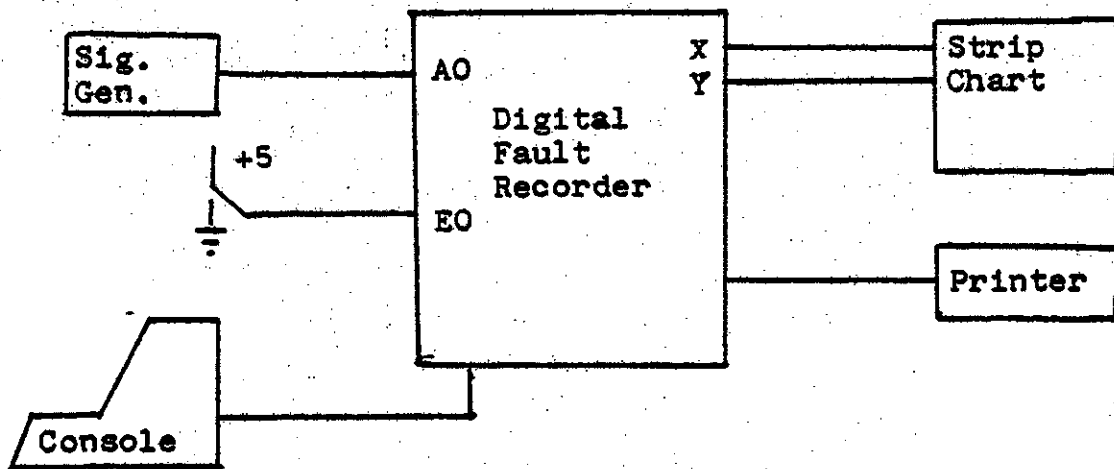 Sig.
Gen.
AO
X
Y
Strip
Chart
Digital
Fault
Recorder
+5
EO
Printer
Console